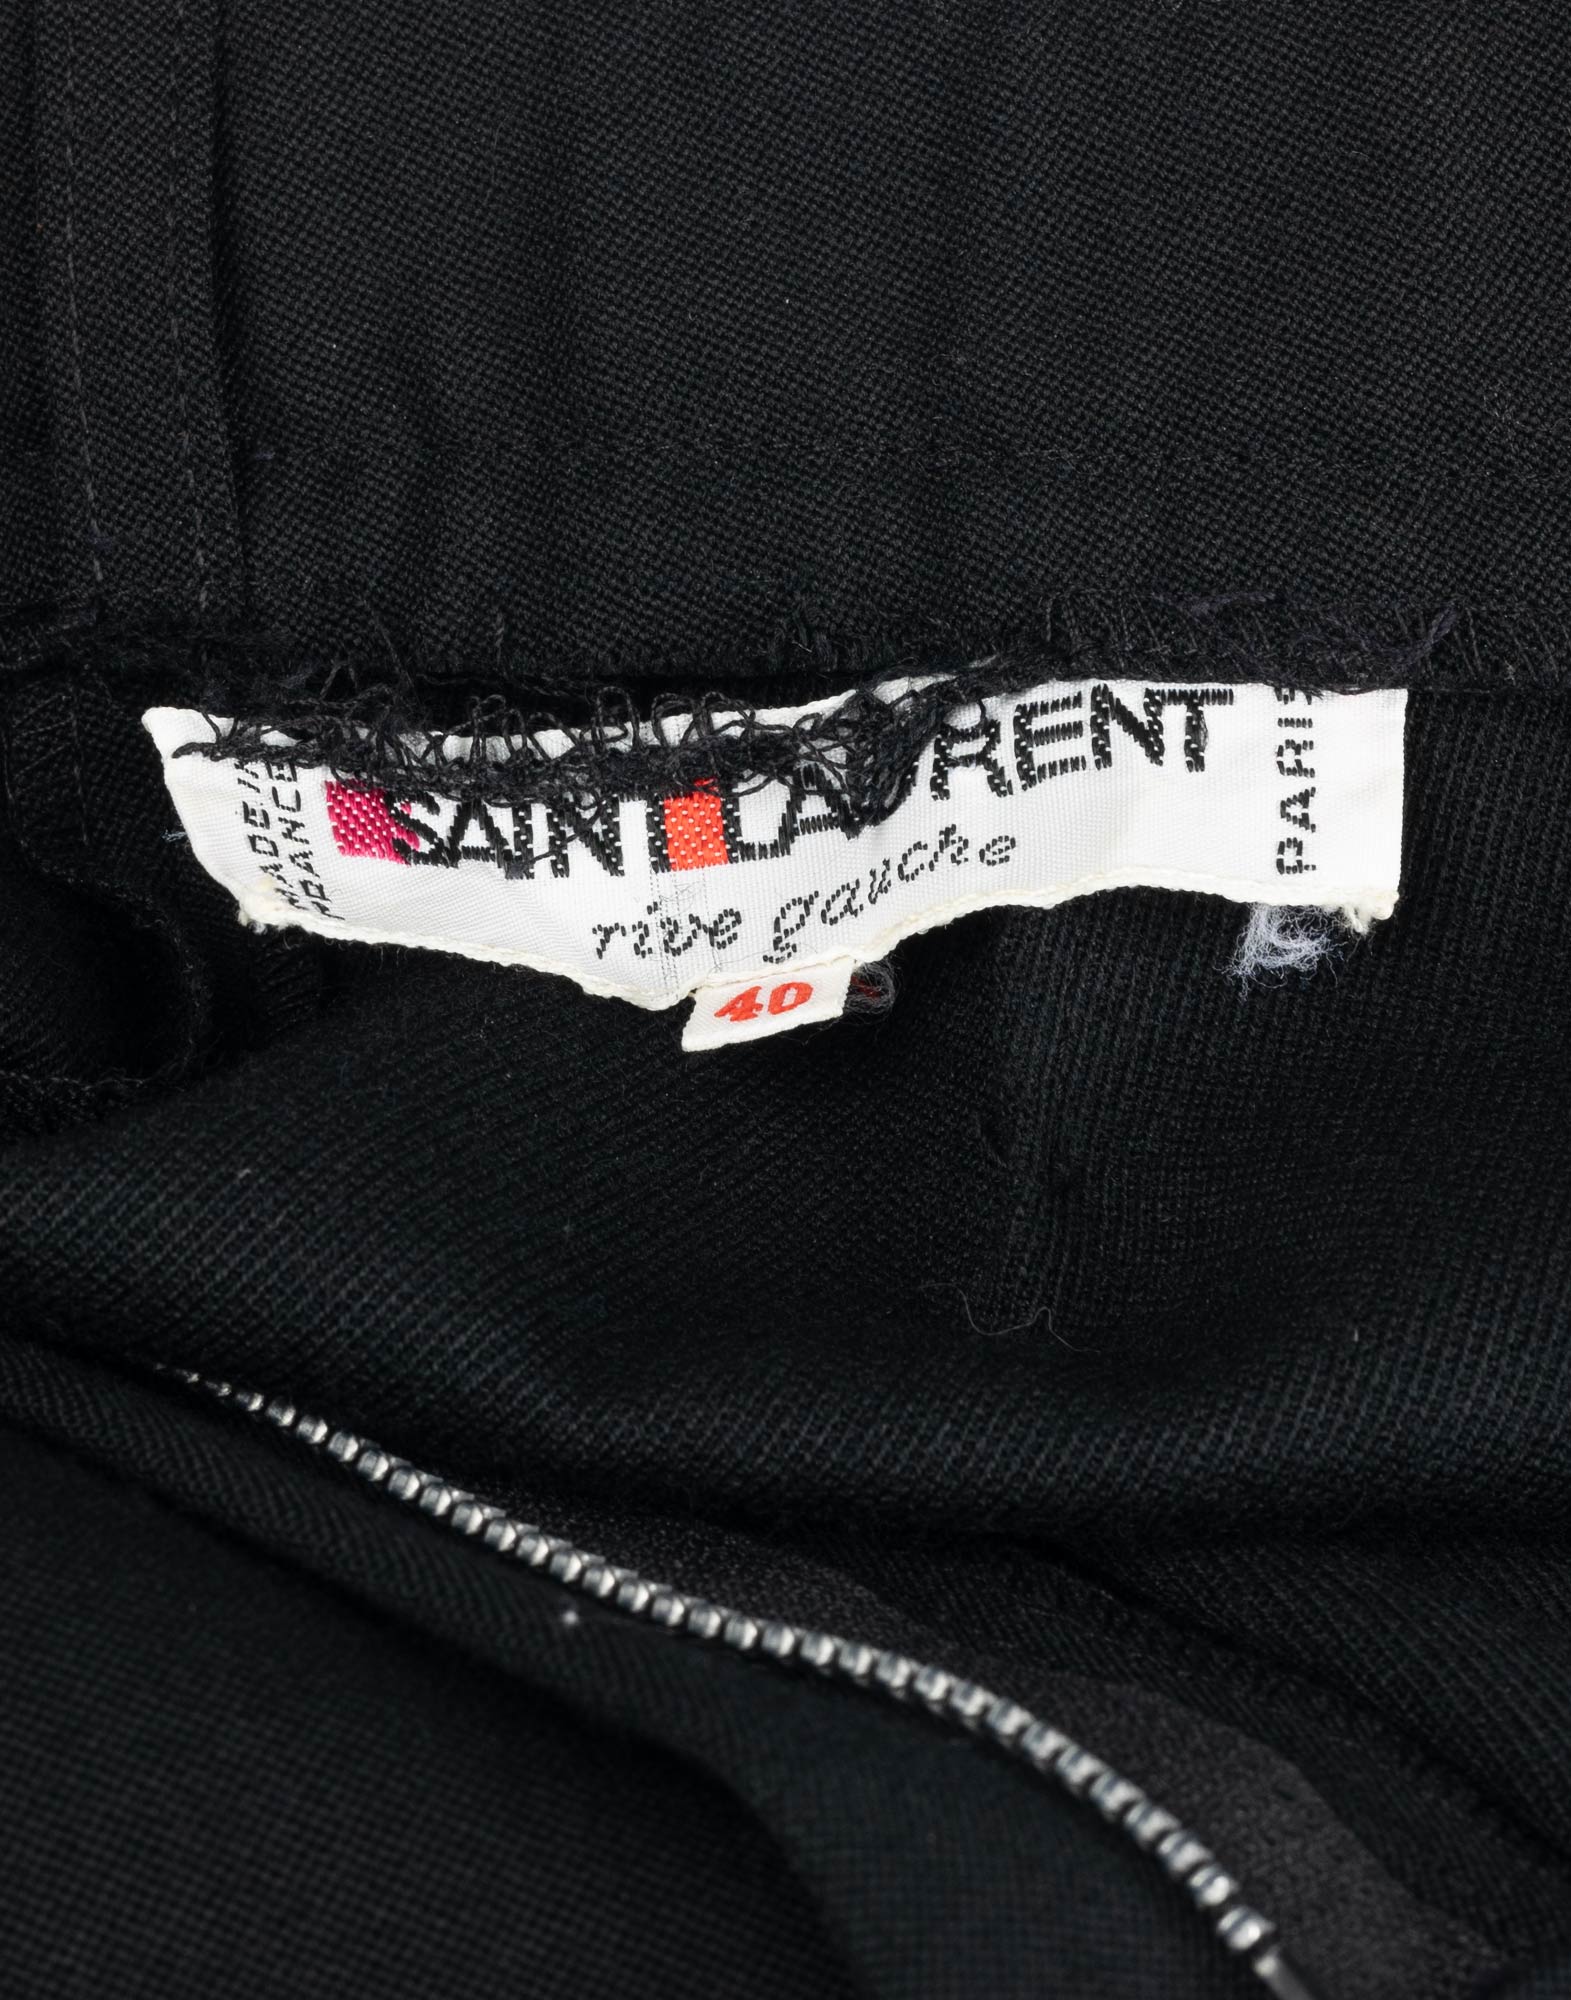 MADE IN
FRANCE
SAINT LAURENT
rive gauche
PARIS
40